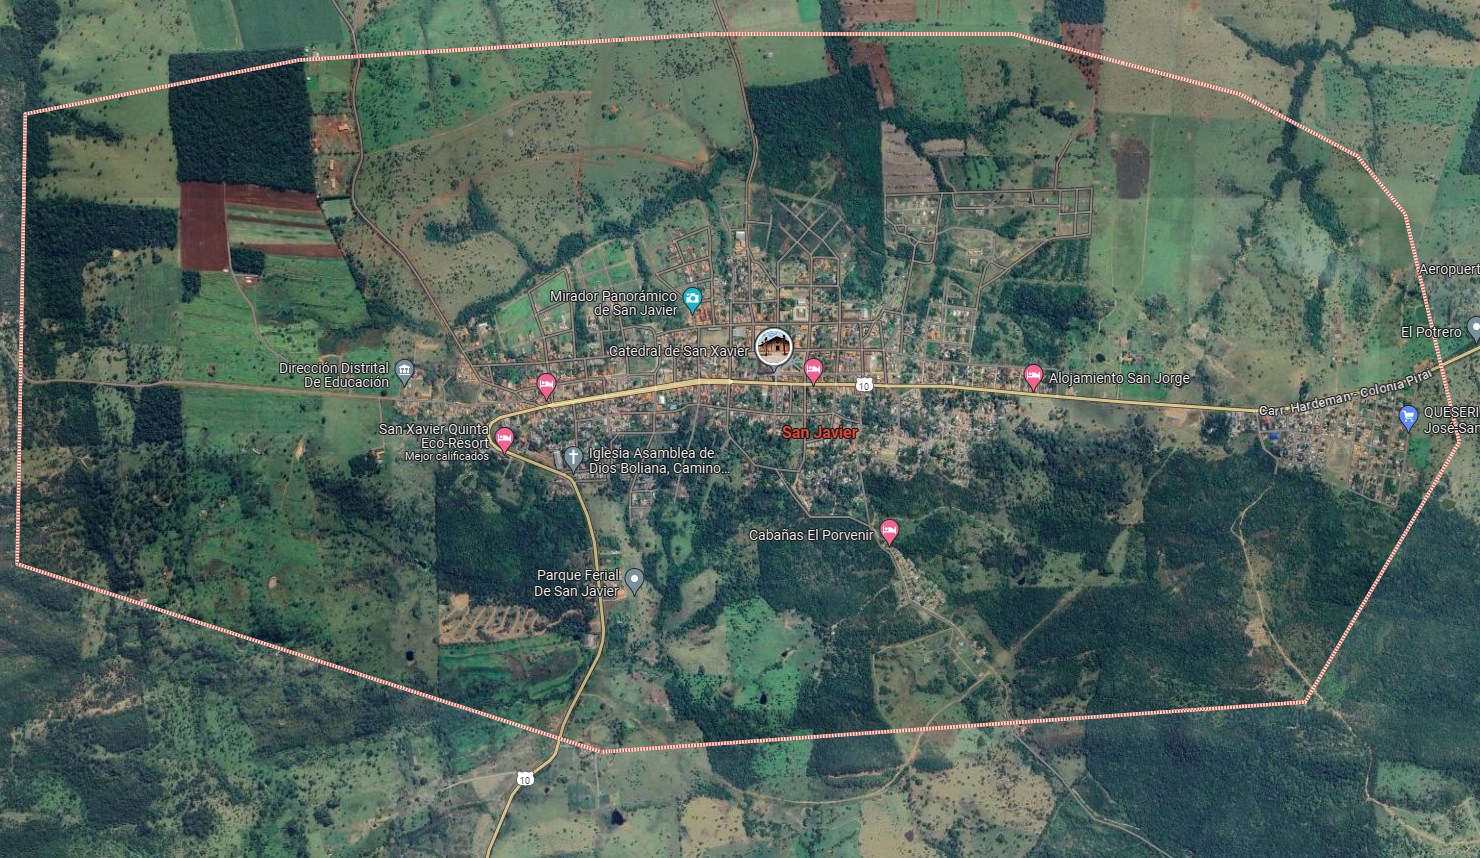 Aeropuert
Mirador Panorámico
de San Javier
El Potrero
Catedral de San Xavier
Dirección Distrital
De Educación
10
Alojamiento San Jorge
Carr. Hardeman - Colonia Pirai
QUESERI
Jose San
San Xavier Quinta
Eco-Resort
Mejor calificados
San Javier
Iglesia Asamblea de
Dios Boliana, Camino...
Cabañas El Porvenir
Parque Ferial
De San Javier
10